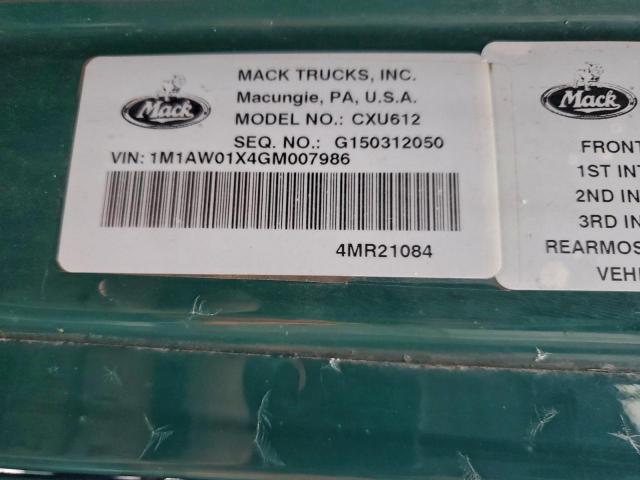 Mack
MACK TRUCKS, INC.
Macungie, PA, U.S.A.
MODEL NO.: CXU612
SEQ. NO.: G150312050
VIN: 1M1AW01X4GM007986
4MR21084
Mack
FRONT
1ST INT
2ND IN
3RD IN
REARMOS
VEHI